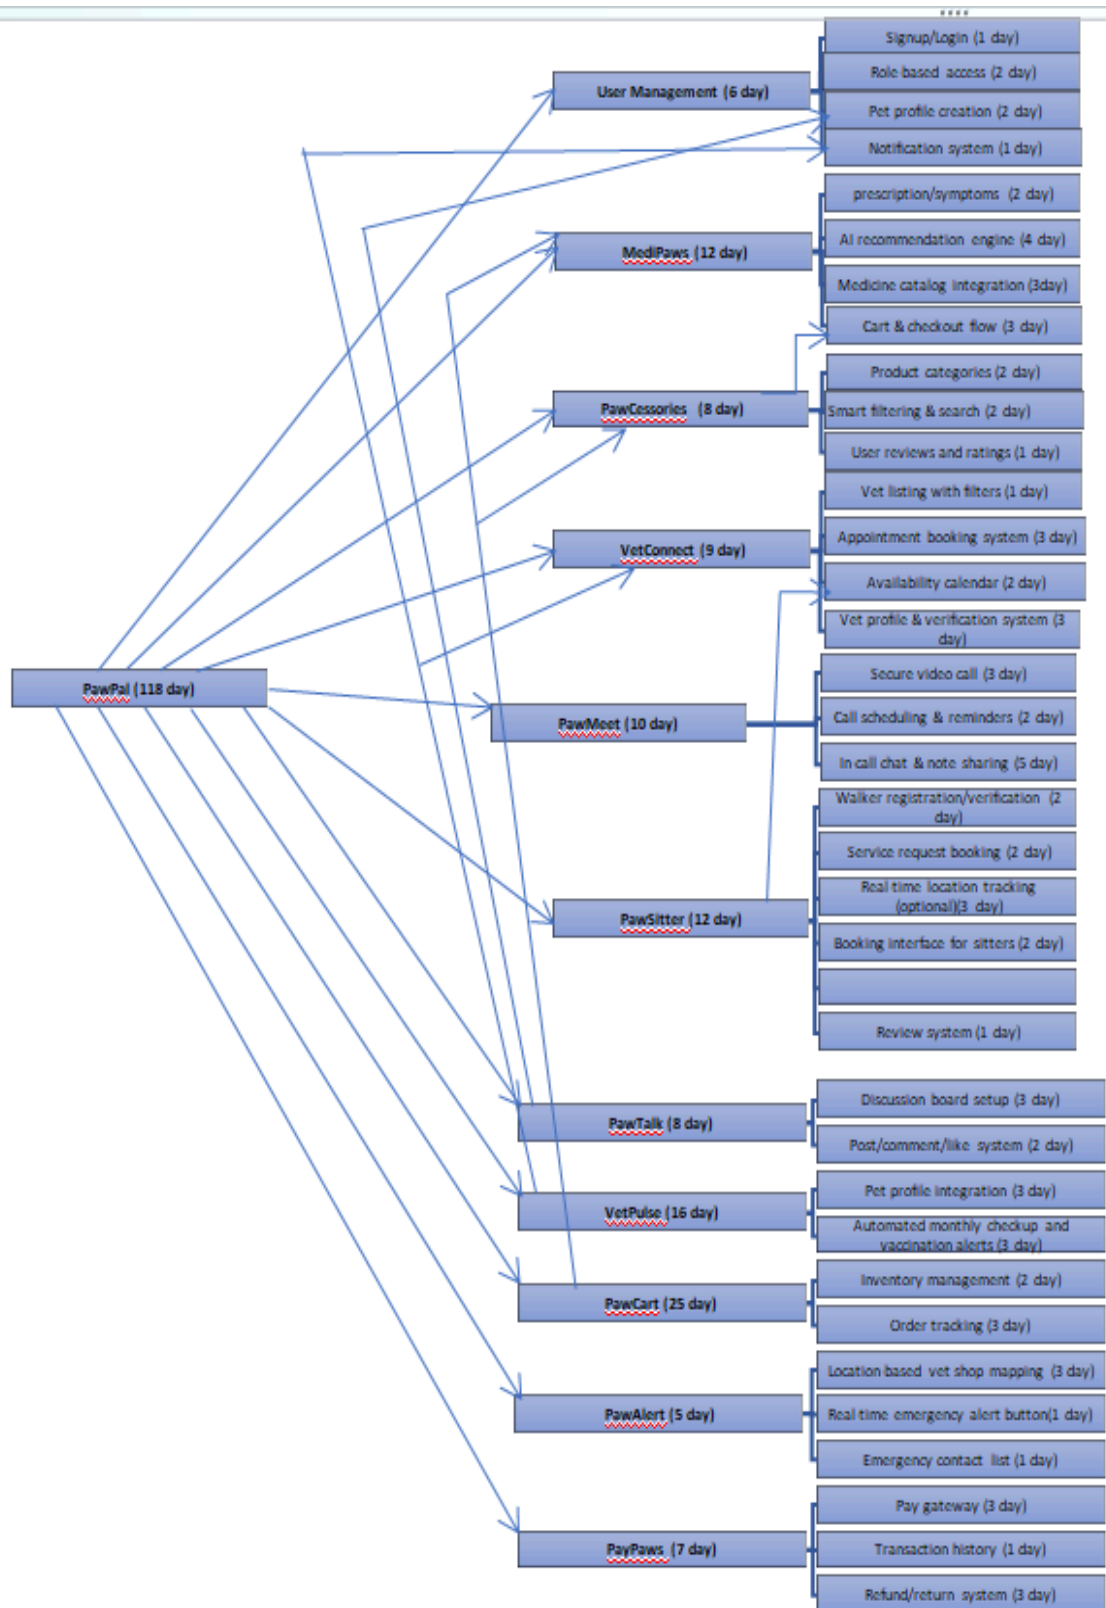 Signup/Login (1 day)
Role based access (2 day)
User Management (6 day)
Pet profile creation (2 day)
Notification system (1 day)
prescription/symptoms (2 day)
AI recommendation engine (4 day)
MediPaws (12 day)
Medicine catalog integration (3day)
Cart & checkout flow (3 day)
Product categories (2 day)
PawCessories (8 day)
Smart filtering & search (2 day)
User reviews and ratings (1 day)
Vet listing with filters (1 day)
Appointment booking system (3 day)
VetConnect (9 day)
Availability calendar (2 day)
Vet profile & verification system (3
day)
PawPal (118 day)
Secure video call (3 day)
Call scheduling & reminders (2 day)
PawMeet (10 day)
In call chat & note sharing (5 day)
Walker registration/verification (2
day)
Service request booking (2 day)
Real time location tracking
(optional)(3 day)
PawSitter (12 day)
Booking interface for sitters (2 day)
Review system (1 day)
Discussion board setup (3 day)
PawTalk (8 day)
Post/comment/like system (2 day)
Pet profile integration (3 day)
VetPulse (16 day)
Automated monthly checkup and
vaccination alerts (3 day)
Inventory management (2 day)
PawCart (25 day)
Order tracking (3 day)
Location based vet shop mapping (3 day)
PawAlert (5 day)
Real time emergency alert button(1 day)
Emergency contact list (1 day)
Pay gateway (3 day)
PayPaws (7 day)
Transaction history (1 day)
Refund/return system (3 day)